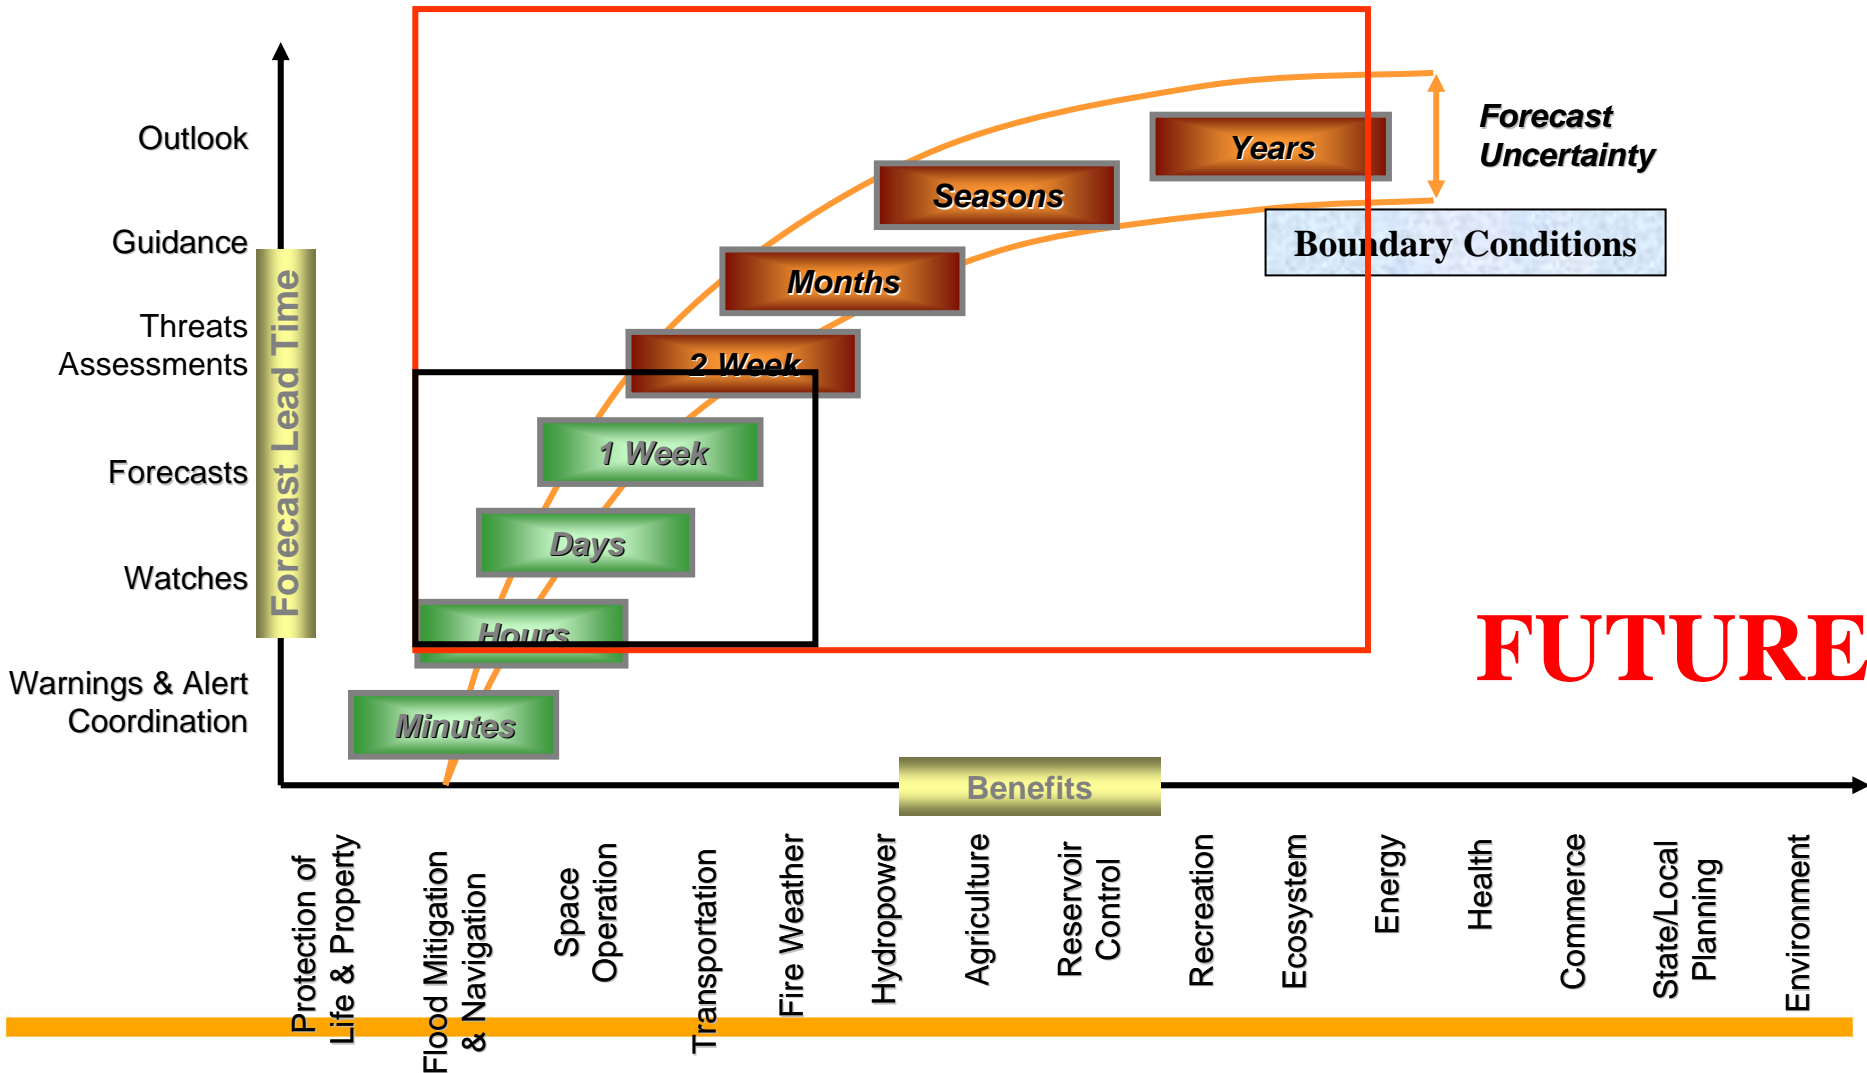 Outlook
Guidance
Threats
Assessments
Forecasts
Watches
Warnings & Alert
Coordination
Forecast Lead Time
Years
Seasons
Months
2 Week
1 Week
Days
Hours
Minutes
Forecast
Uncertainty
Boundary Conditions
FUTURE
Benefits
Protection of
Life & Property
Flood Mitigation
& Navigation
Space
Operation
Transportation
Fire Weather
Hydropower
Agriculture
Reservoir
Control
Recreation
Ecosystem
Energy
Health
Commerce
State/Local
Planning
Environment